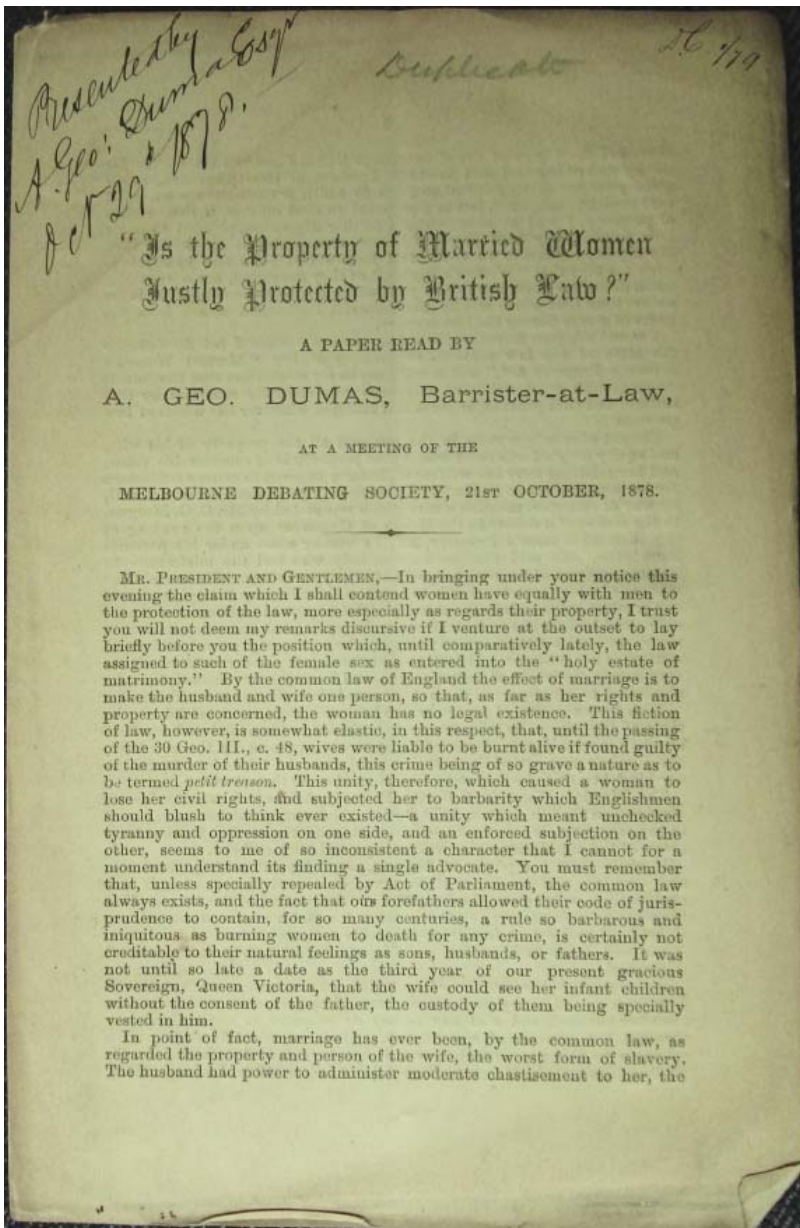 Presented by
A. Geo: Dumas Esqr
Oct 29th 1878.
Duplicate
"Is the Property of Married Women
Justly Protected by British Law?"
A PAPER READ BY
A. GEO. DUMAS, Barrister-at-Law,
AT A MEETING OF THE
MELBOURNE DEBATING SOCIETY, 21ST OCTOBER, 1878.
MR. PRESIDENT AND GENTLEMEN,—In bringing under your notice this
evening the claim which I shall contend women have equally with men to
the protection of the law, more especially as regards their property, I trust
you will not deem my remarks discursive if I venture at the outset to lay
briefly before you the position which, until comparatively lately, the law
assigned to such of the female sex as entered into the "holy estate of
matrimony." By the common law of England the effect of marriage is to
make the husband and wife one person, so that, as far as her rights and
property are concerned, the woman has no legal existence. This fiction
of law, however, is somewhat elastic, in this respect, that, until the passing
of the 30 Geo. III., c. 48, wives were liable to be burnt alive if found guilty
of the murder of their husbands, this crime being of so grave a nature as to
be termed petit treason. This unity, therefore, which caused a woman to
lose her civil rights, and subjected her to barbarity which Englishmen
should blush to think ever existed—a unity which meant unchecked
tyranny and oppression on one side, and an enforced subjection on the
other, seems to me of so inconsistent a character that I cannot for a
moment understand its finding a single advocate. You must remember
that, unless specially repealed by Act of Parliament, the common law
always exists, and the fact that our forefathers allowed their code of juris-
prudence to contain, for so many centuries, a rule so barbarous and
iniquitous as burning women to death for any crime, is certainly not
creditable to their natural feelings as sons, husbands, or fathers. It was
not until so late a date as the third year of our present gracious
Sovereign, Queen Victoria, that the wife could see her infant children
without the consent of the father, the custody of them being specially
vested in him.
In point of fact, marriage has ever been, by the common law, as
regarded the property and person of the wife, the worst form of slavery.
The husband had power to administer moderate chastisement to her, the